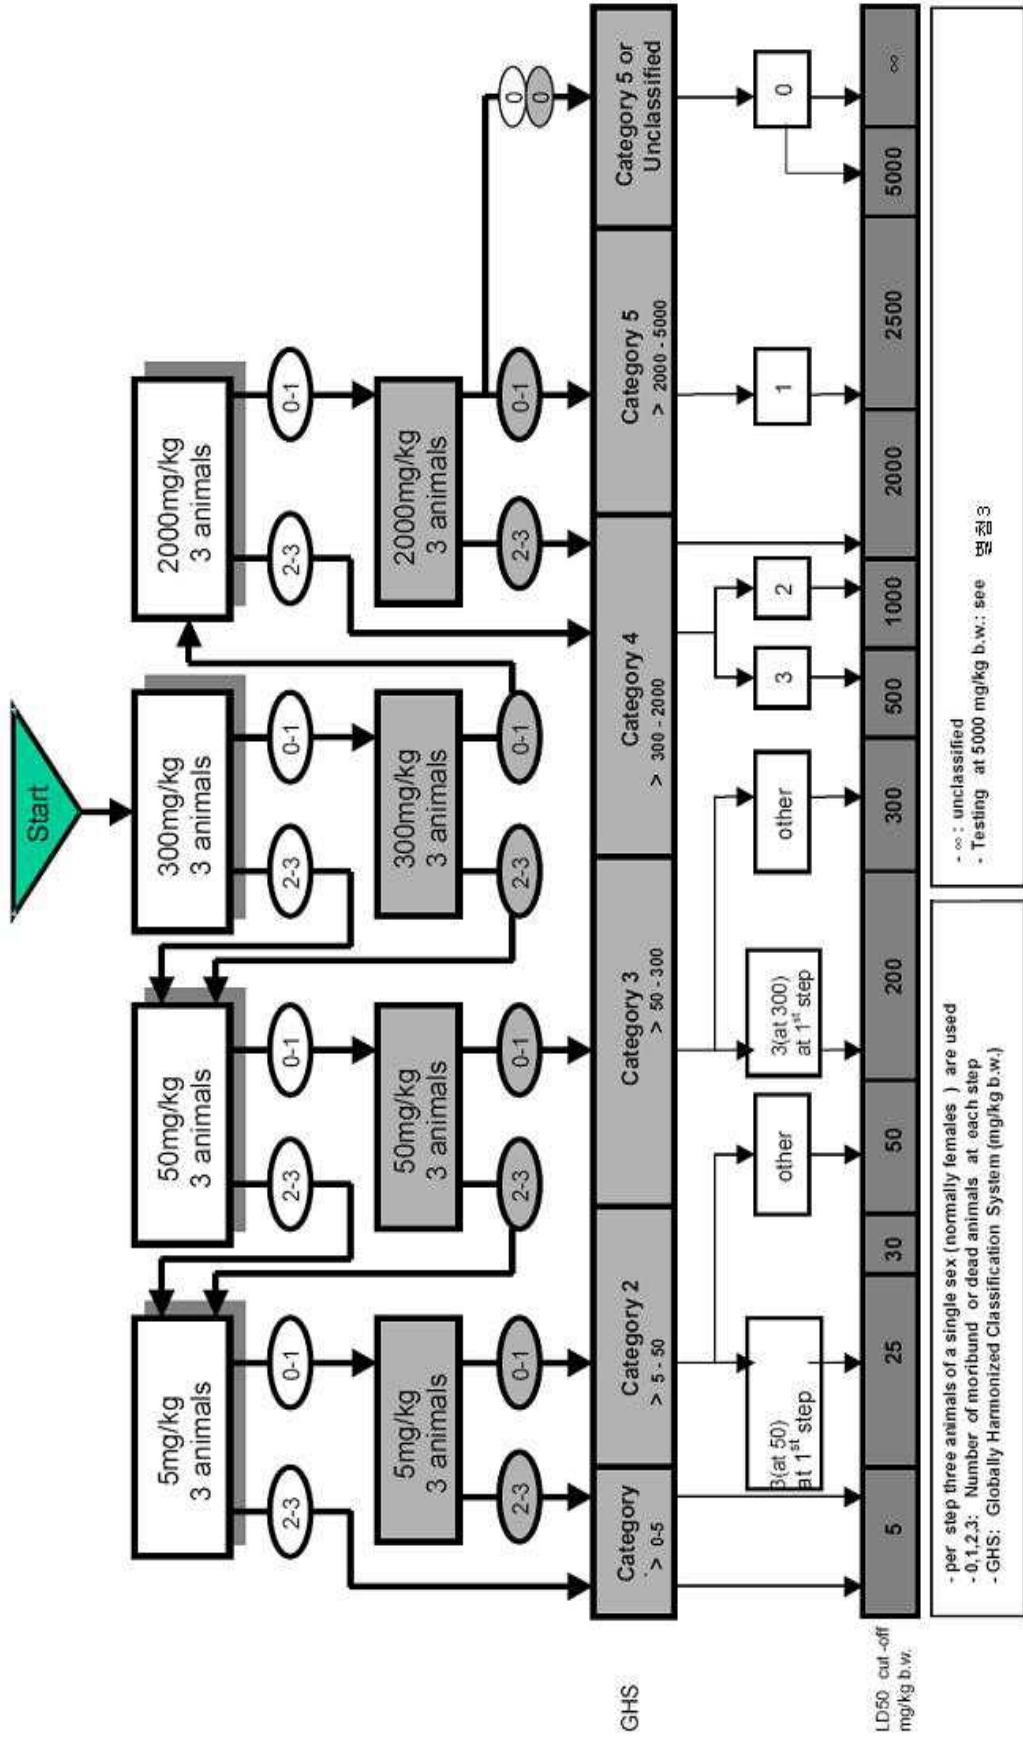 Start
5mg/kg
3 animals
50mg/kg
3 animals
300mg/kg
3 animals
2000mg/kg
3 animals
2-3
0-1
2-3
0-1
2-3
0-1
2-3
0-1
5mg/kg
3 animals
50mg/kg
3 animals
300mg/kg
3 animals
2000mg/kg
3 animals
2-3
0-1
2-3
0-1
2-3
0-1
2-3
0-1
0
0
GHS
Category
> 0-5
Category 2
> 5 - 50
Category 3
> 50 - 300
Category 4
> 300 - 2000
Category 5
> 2000 - 5000
Category 5 or
Unclassified
3(at 50)
at 1st step
other
3(at 300)
at 1st step
other
3
2
1
0
LD50 cut-off
mg/kg b.w.
5
25
30
50
200
300
500
1000
2000
2500
5000
∞
- per step three animals of a single sex (normally females ) are used
- 0,1,2,3: Number of moribund or dead animals at each step
- GHS: Globally Harmonized Classification System (mg/kg b.w.)
- ∞ : unclassified
- Testing at 5000 mg/kg b.w.: see 별첨3